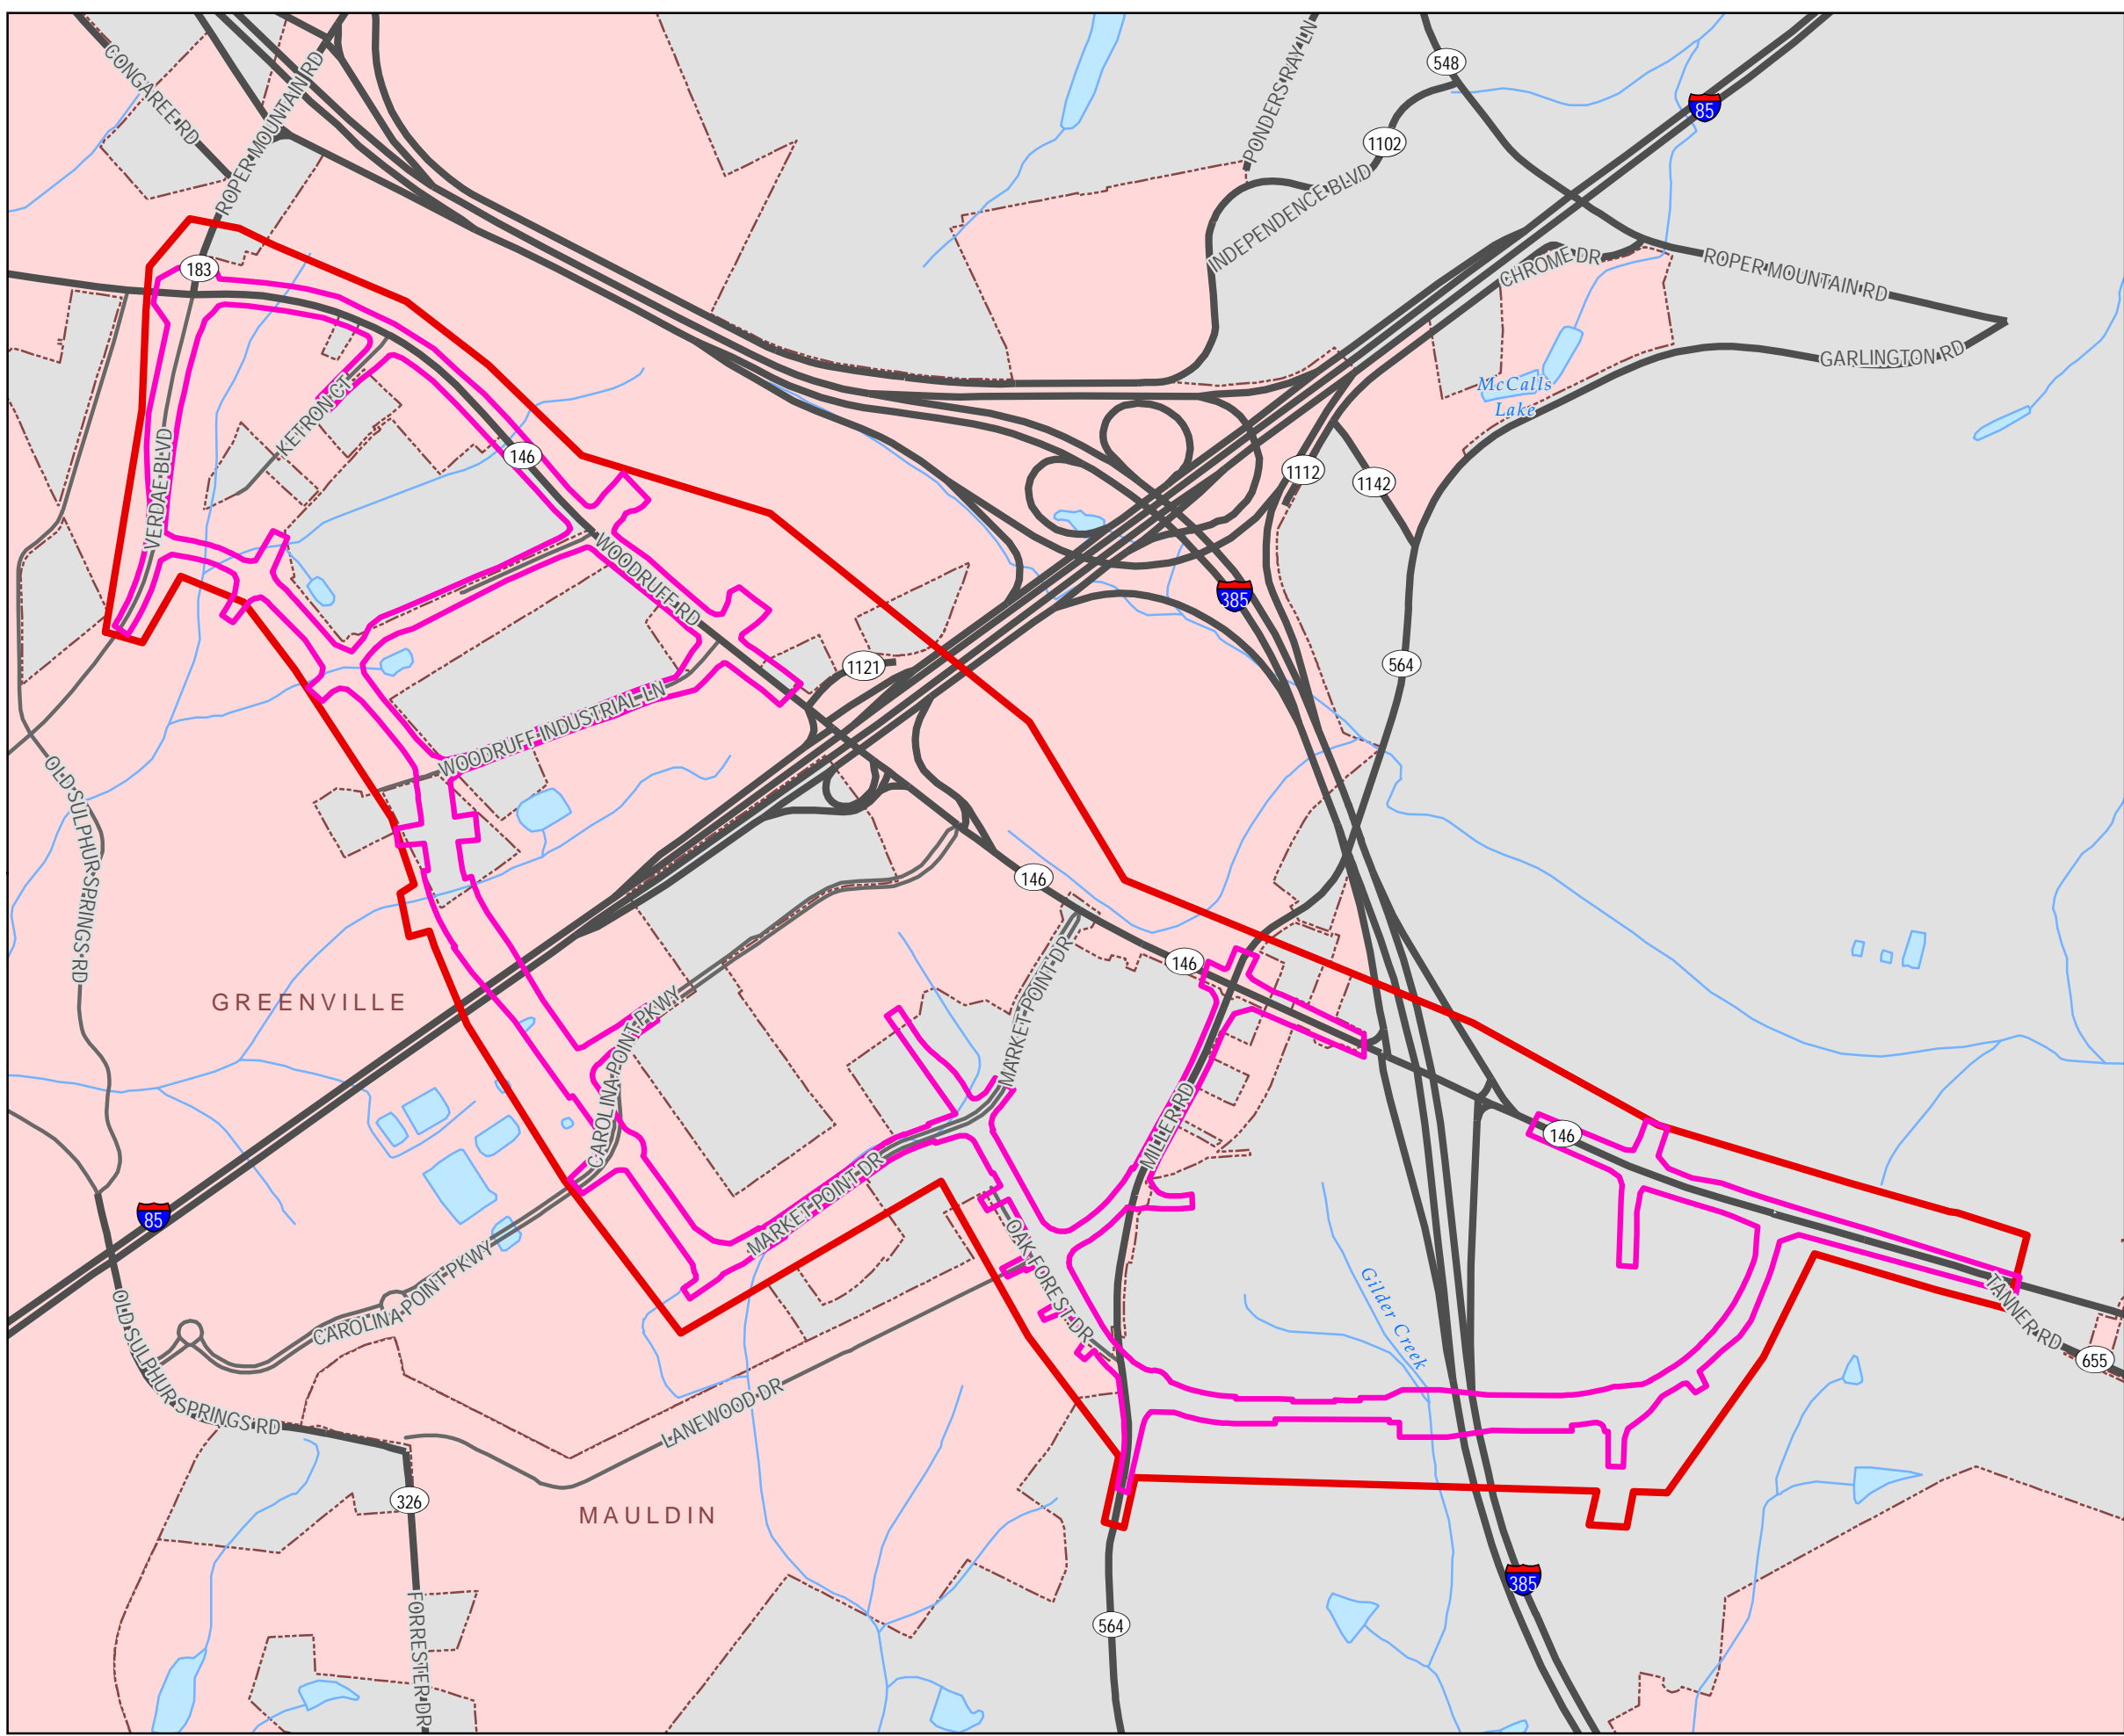 CONGAREE RD
ROPER MOUNTAIN RD
PONDERS RAY LN
548
85
1102
INDEPENDENCE BLVD
183
CHROME DR
ROPER MOUNTAIN RD
GARLINGTON RD
McCalls
Lake
KETRON CT
146
1112
1142
VERDAE BLVD
WOODRUFF RD
385
1121
564
WOODRUFF INDUSTRIAL LN
OLD SULPHUR SPRINGS RD
146
146
GREENVILLE
CAROLINA POINT PKWY
MARKET POINT DR
MILLER RD
146
MARKET POINT DR
85
OAK FOREST DR
CAROLINA POINT PKWY
Gilder Creek
TANNER RD
655
OLD SULPHUR SPRINGS RD
LANEWOOD DR
326
MAULDIN
385
564
FORRESTER DR